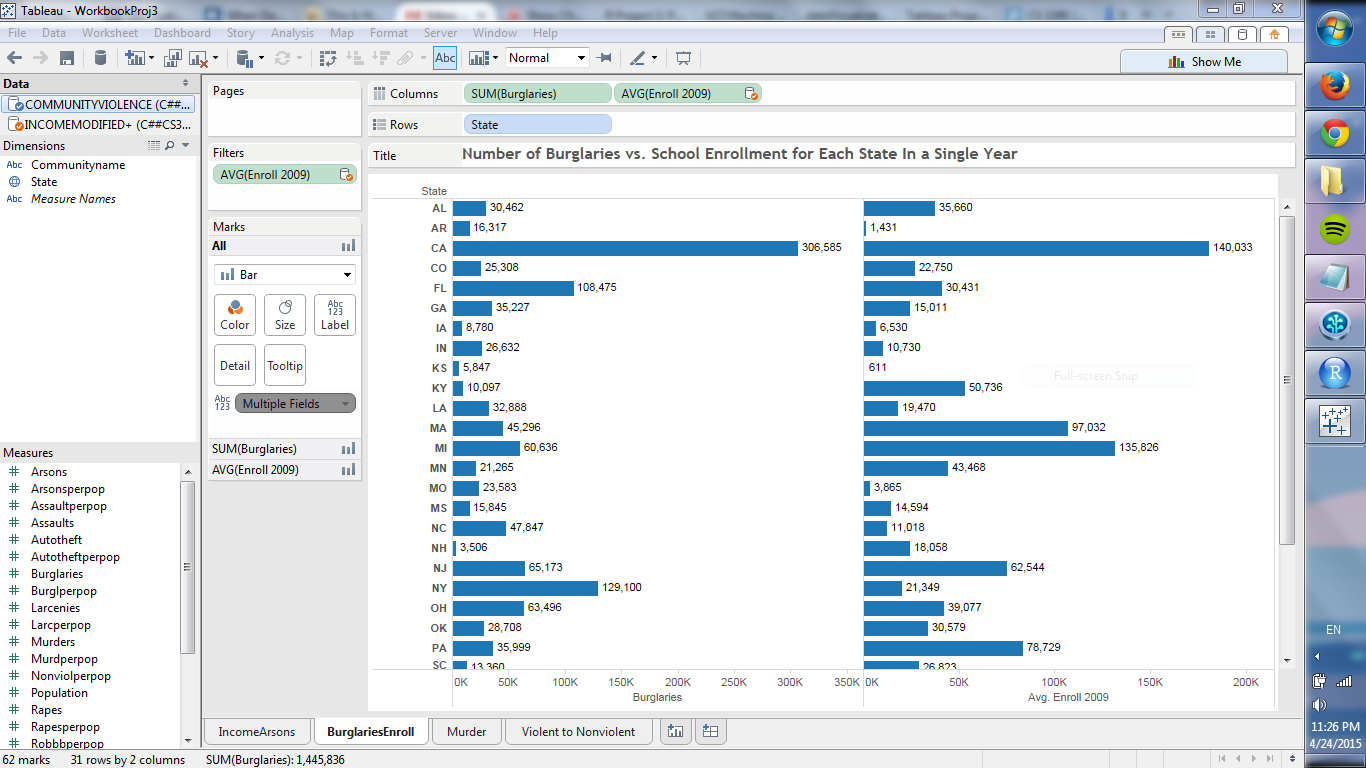 Tableau - WorkbookProj3
File Data Worksheet Dashboard Story Analysis Map Format Server Window Help
Abc Normal Show Me
Data
COMMUNITYVIOLENCE (C##...
INCOMEMODIFIED+ (C##CS3...
Dimensions
Abc Communityname
State
Abc Measure Names
Measures
Arsons
Arsonsperpop
Assaultperpop
Assaults
Autotheft
Autotheftperpop
Burglaries
Burglperpop
Larcenies
Larcperpop
Murders
Murdperpop
Nonviolperpop
Population
Rapes
Rapesperpop
Robbbperpop
Pages
Filters
AVG(Enroll 2009)
Marks
All
Bar
Color Size Abc 123 Label
Detail Tooltip
Abc 123 Multiple Fields
SUM(Burglaries)
AVG(Enroll 2009)
Columns SUM(Burglaries) AVG(Enroll 2009)
Rows State
Title Number of Burglaries vs. School Enrollment for Each State In a Single Year
State
AL 30,462 35,660
AR 16,317 1,431
CA 306,585 140,033
CO 25,308 22,750
FL 108,475 30,431
GA 35,227 15,011
IA 8,780 6,530
IN 26,632 10,730
KS 5,847 611
Full-screen Snip
KY 10,097 50,736
LA 32,888 19,470
MA 45,296 97,032
MI 60,636 135,826
MN 21,265 43,468
MO 23,583 3,865
MS 15,845 14,594
NC 47,847 11,018
NH 3,506 18,058
NJ 65,173 62,544
NY 129,100 21,349
OH 63,496 39,077
OK 28,708 30,579
PA 35,999 78,729
SC 13,360 26,823
0K 50K 100K 150K 200K 250K 300K 350K 0K 50K 100K 150K 200K
Burglaries Avg. Enroll 2009
IncomeArsons BurglariesEnroll Murder Violent to Nonviolent
62 marks 31 rows by 2 columns SUM(Burglaries): 1,445,836
R
EN
11:26 PM
4/24/2015